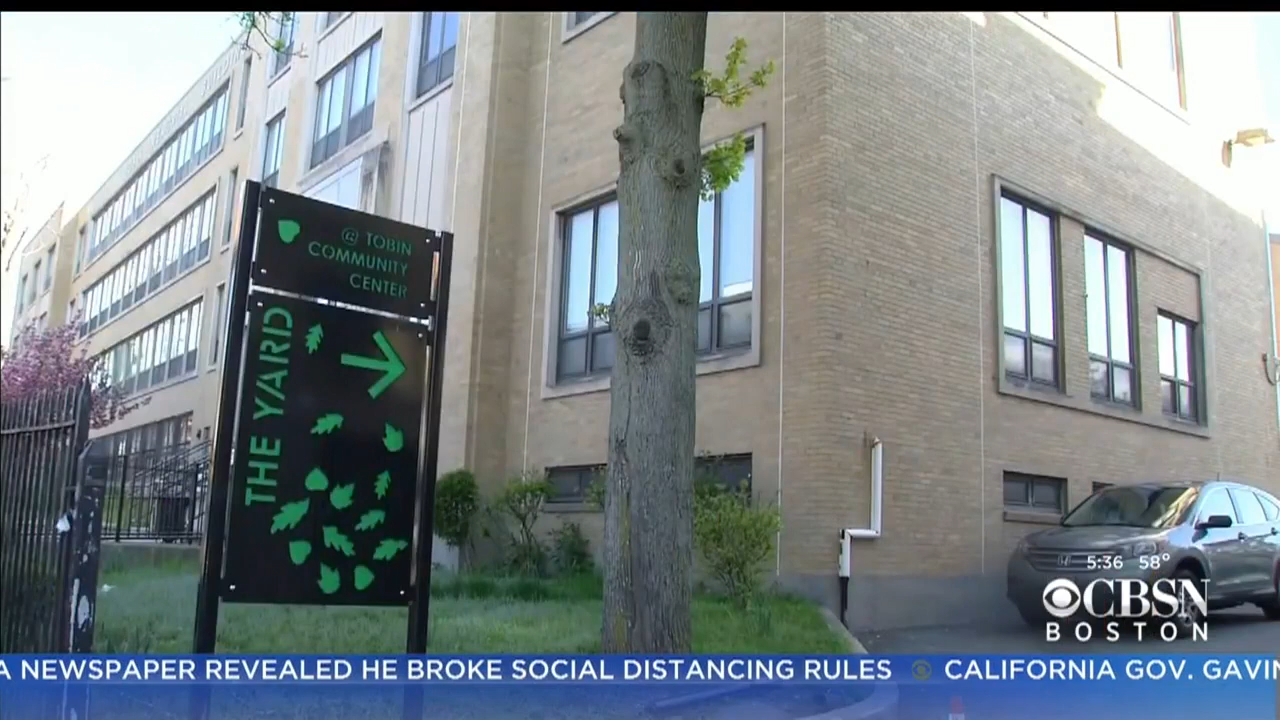 @ TOBIN
COMMUNITY
CENTER
THE YARD
5:36 58°
CBSN
BOSTON
A NEWSPAPER REVEALED HE BROKE SOCIAL DISTANCING RULES
CALIFORNIA GOV. GAVIN